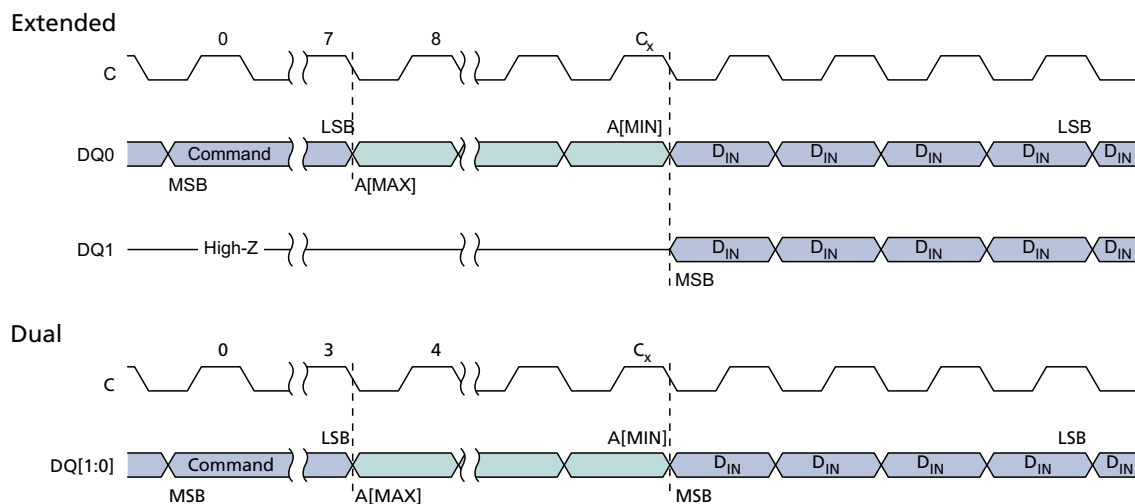 Extended
0 7 8 Cx
C
LSB A[MIN] LSB
DQ0 Command DIN DIN DIN DIN DIN
MSB A[MAX]
DQ1 High-Z DIN DIN DIN DIN DIN
MSB
Dual
0 3 4 Cx
C
LSB A[MIN] LSB
DQ[1:0] Command DIN DIN DIN DIN DIN
MSB A[MAX] MSB